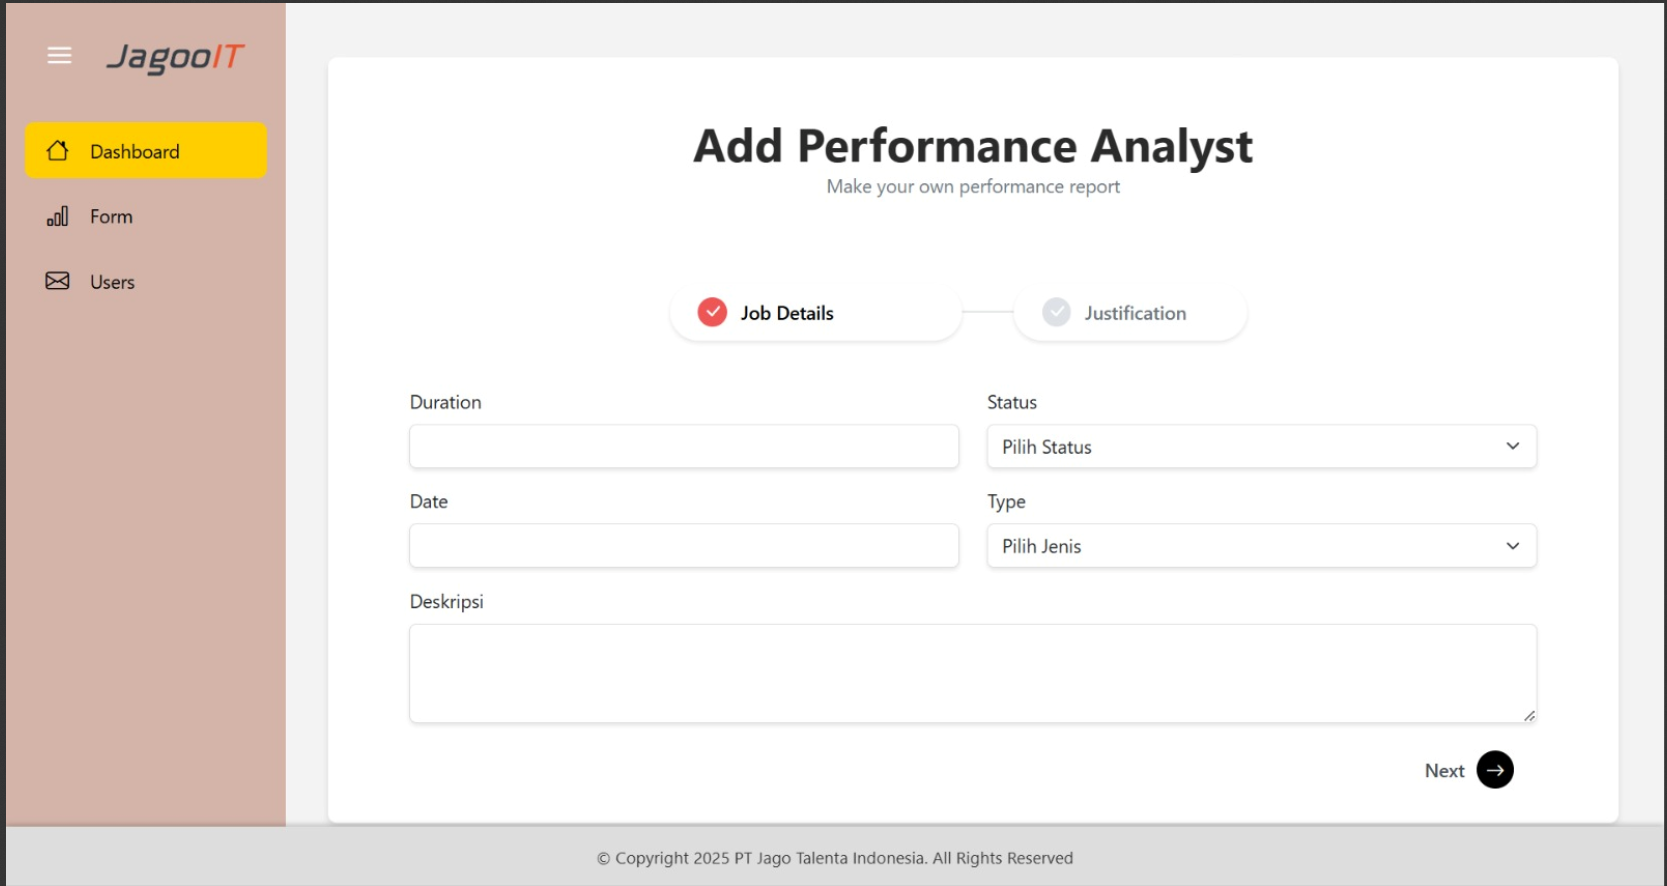 JagooIT
Dashboard
Form
Users
Add Performance Analyst
Make your own performance report
Job Details
Justification
Duration
Status
Pilih Status
Date
Type
Pilih Jenis
Deskripsi
Next
© Copyright 2025 PT Jago Talenta Indonesia. All Rights Reserved